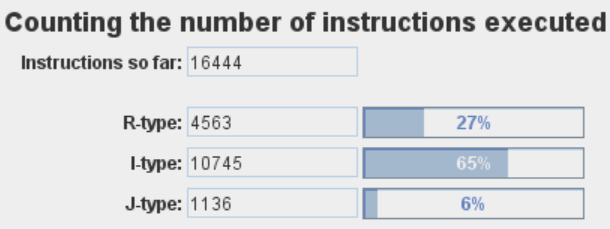 Counting the number of instructions executed
Instructions so far: 16444
R-type: 4563 27%
I-type: 10745 65%
J-type: 1136 6%